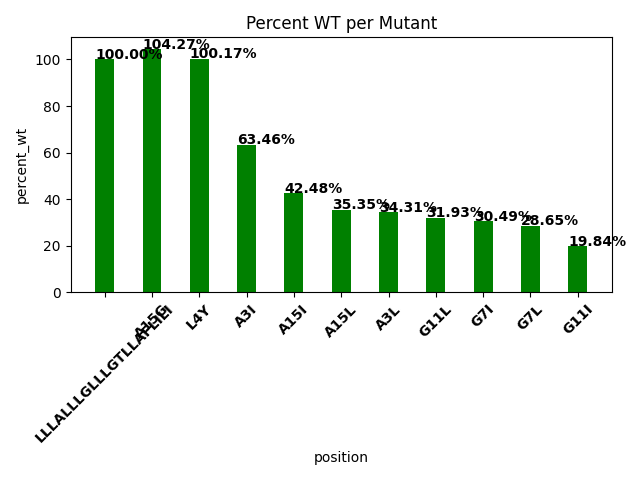 Percent WT per Mutant
percent_wt
100
80
60
40
20
0
100.00%
104.27%
100.17%
63.46%
42.48%
35.35%
34.31%
31.93%
30.49%
28.65%
19.84%
A15G
L4Y
A3I
A15I
A15L
A3L
G11L
G7I
G7L
G11I
position